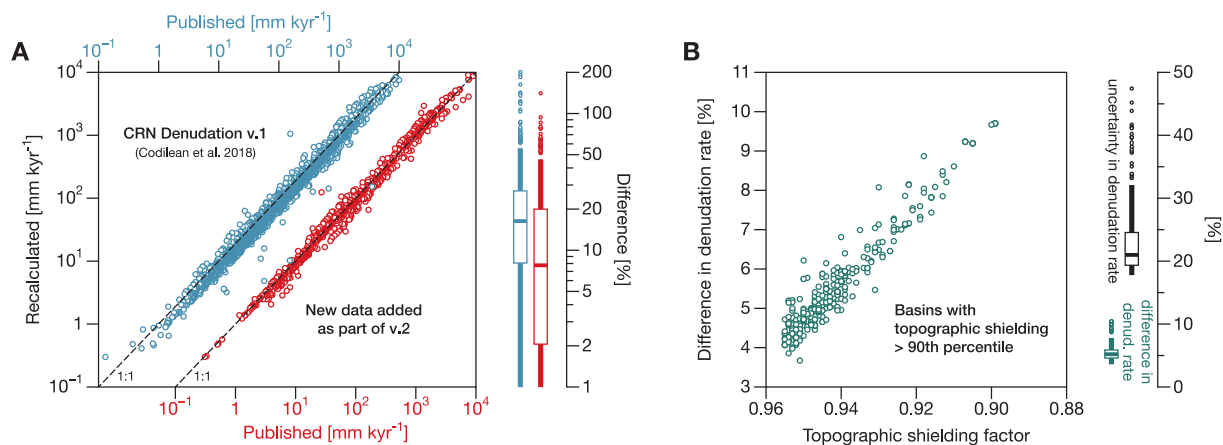 A
Published [mm kyr⁻¹]
10⁻¹ 1 10¹ 10² 10³ 10⁴
Recalculated [mm kyr⁻¹]
10⁴
10³
10²
10¹
1
10⁻¹
CRN Denudation v.1
(Codilean et al. 2018)
New data added
as part of v.2
1:1
1:1
10⁻¹ 1 10¹ 10² 10³ 10⁴
Published [mm kyr⁻¹]
200
100
50
20
10
5
2
1
Difference [%]
B
Difference in denudation rate [%]
11
10
9
8
7
6
5
4
3
Basins with
topographic shielding
> 90th percentile
0.96 0.94 0.92 0.90 0.88
Topographic shielding factor
uncertainty in denudation rate
difference in
denud. rate
50
40
30
20
10
0
[%]